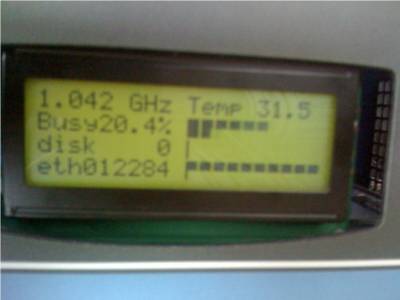 1.042 GHz Temp 31.5
Busy20.4%
disk 0
eth012284